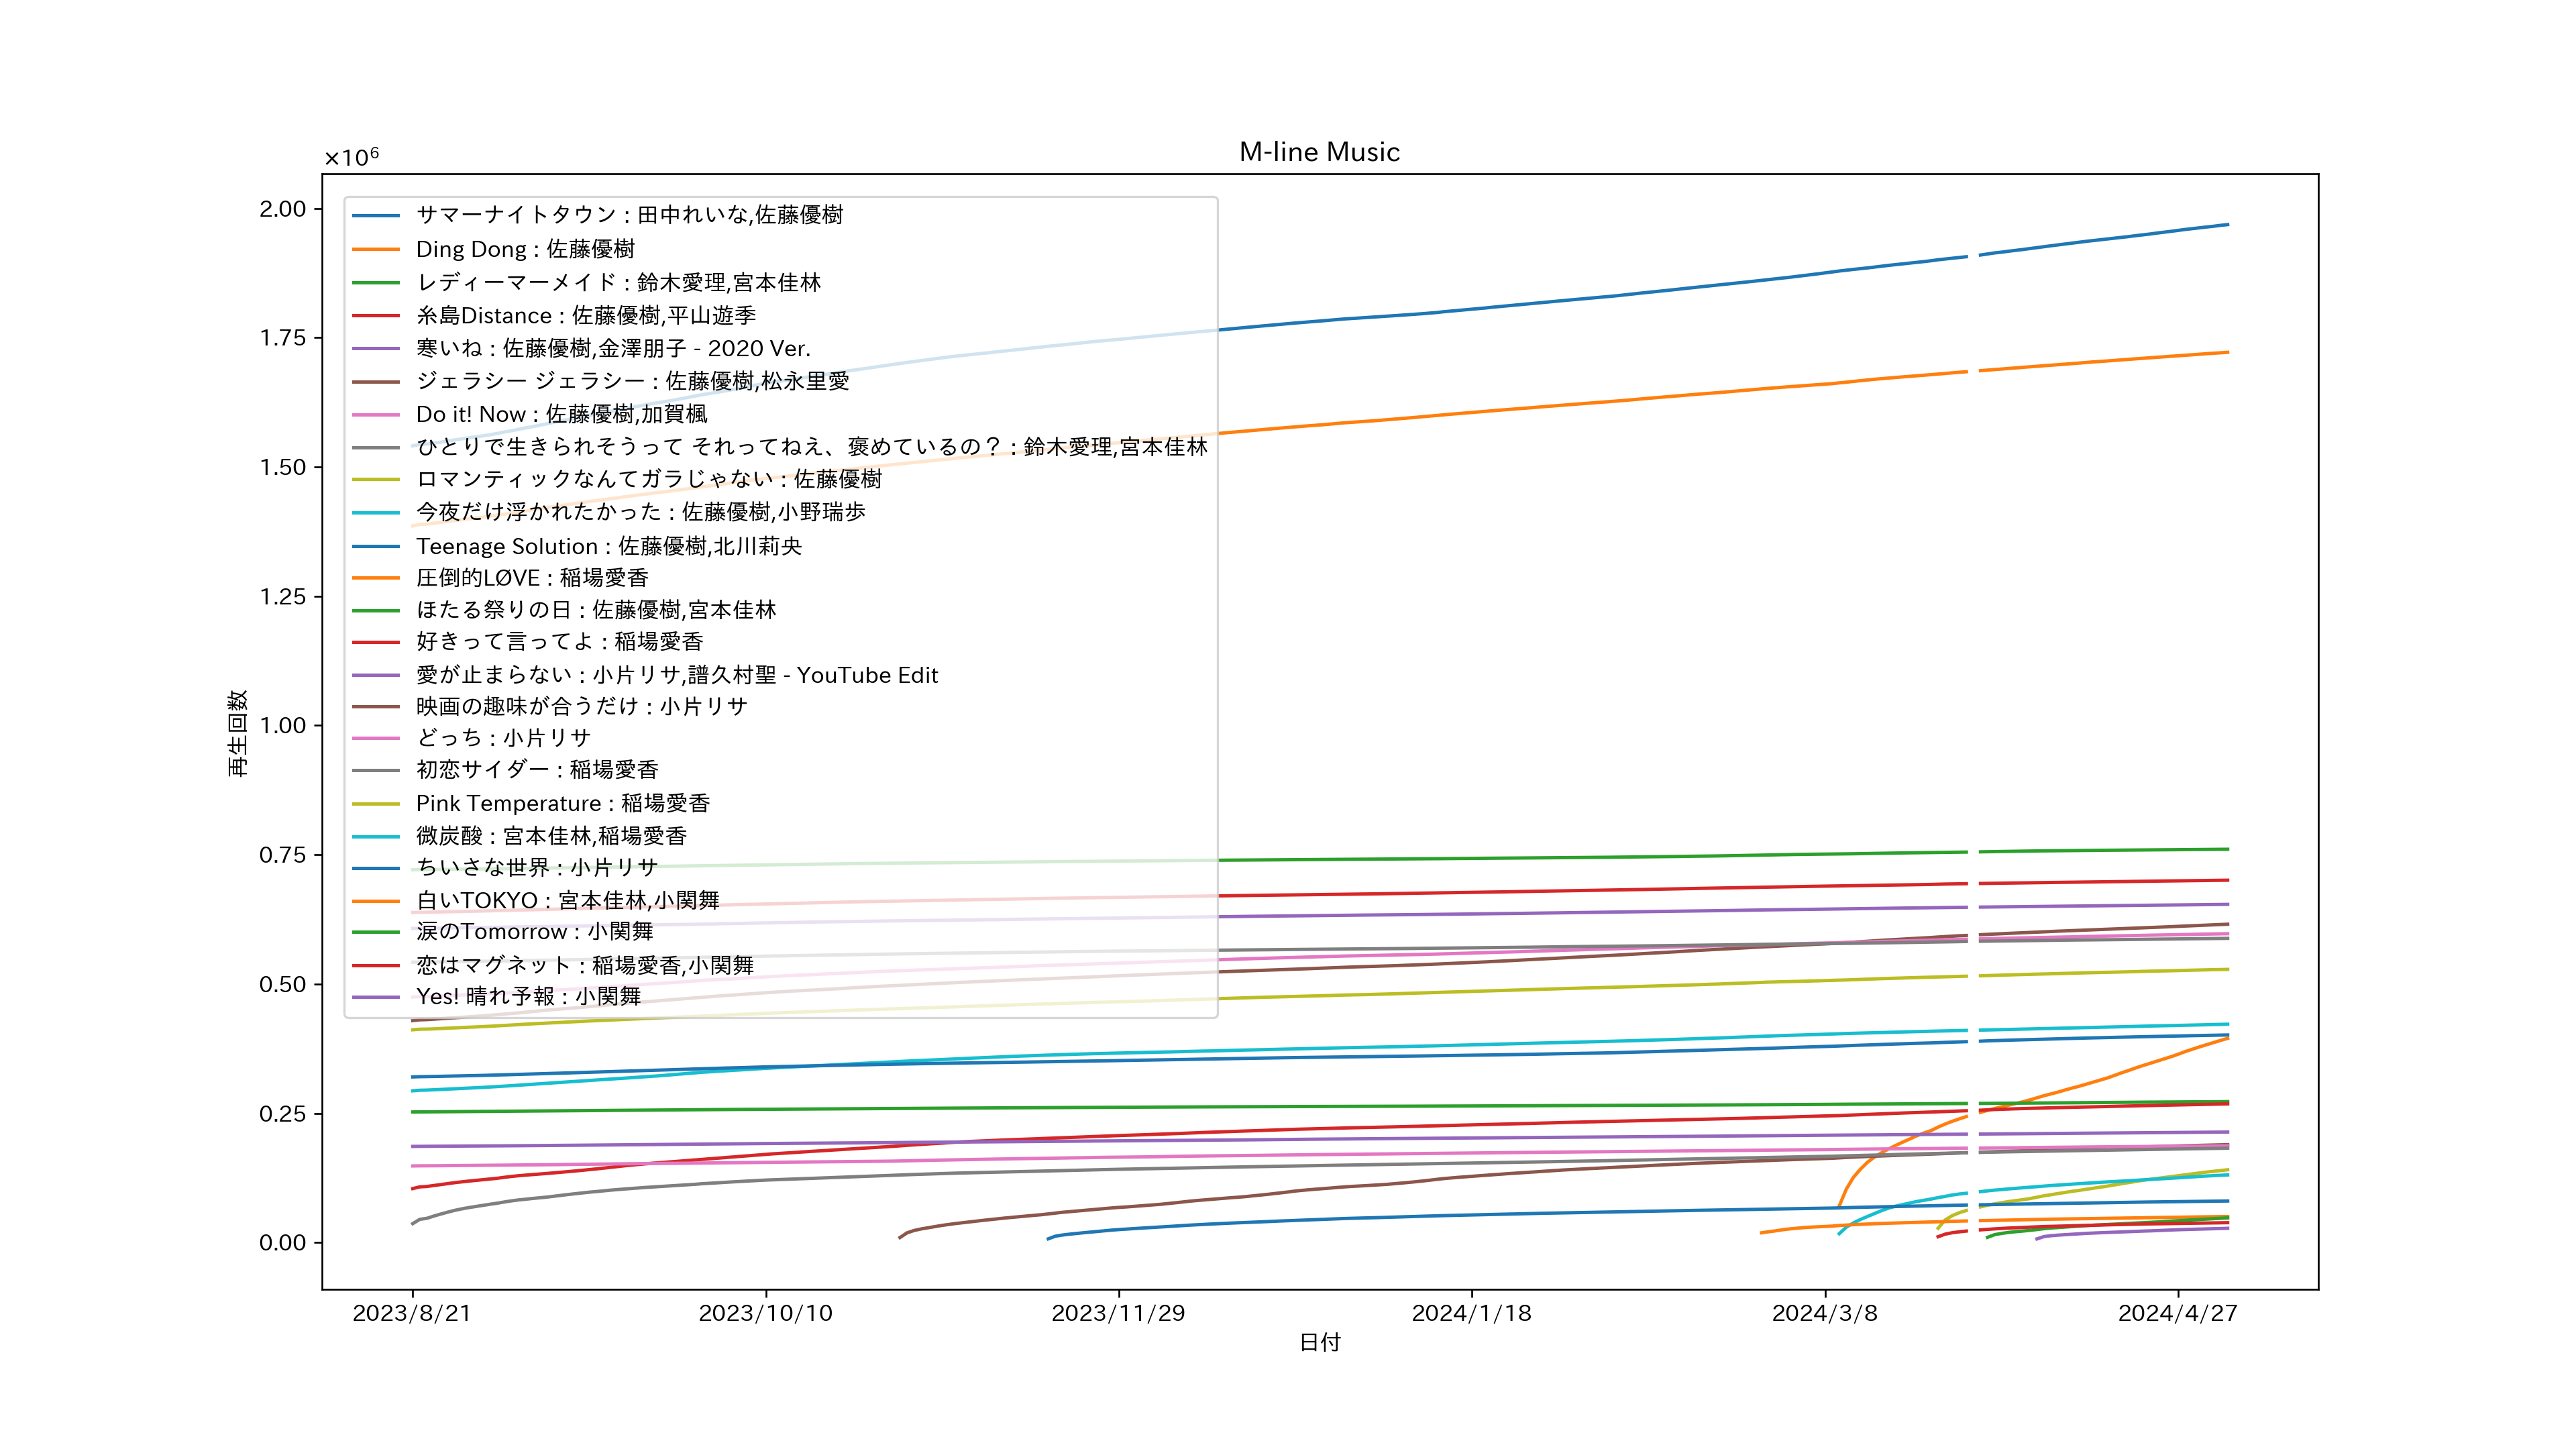 M-line Music
×10⁶
2.00
1.75
1.50
1.25
1.00
0.75
0.50
0.25
0.00
再生回数
サマーナイトタウン : 田中れいな,佐藤優樹
Ding Dong : 佐藤優樹
レディーマーメイド : 鈴木愛理,宮本佳林
糸島Distance : 佐藤優樹,平山遊季
寒いね : 佐藤優樹,金澤朋子 - 2020 Ver.
ジェラシー ジェラシー : 佐藤優樹,松永里愛
Do it! Now : 佐藤優樹,加賀楓
ひとりで生きられそうって それってねえ、褒めているの？ : 鈴木愛理,宮本佳林
ロマンティックなんてガラじゃない : 佐藤優樹
今夜だけ浮かれたかった : 佐藤優樹,小野瑞歩
Teenage Solution : 佐藤優樹,北川莉央
圧倒的LØVE : 稲場愛香
ほたる祭りの日 : 佐藤優樹,宮本佳林
好きって言ってよ : 稲場愛香
愛が止まらない : 小片リサ,譜久村聖 - YouTube Edit
映画の趣味が合うだけ : 小片リサ
どっち : 小片リサ
初恋サイダー : 稲場愛香
Pink Temperature : 稲場愛香
微炭酸 : 宮本佳林,稲場愛香
ちいさな世界 : 小片リサ
白いTOKYO : 宮本佳林,小関舞
涙のTomorrow : 小関舞
恋はマグネット : 稲場愛香,小関舞
Yes! 晴れ予報 : 小関舞
2023/8/21
2023/10/10
2023/11/29
2024/1/18
2024/3/8
2024/4/27
日付